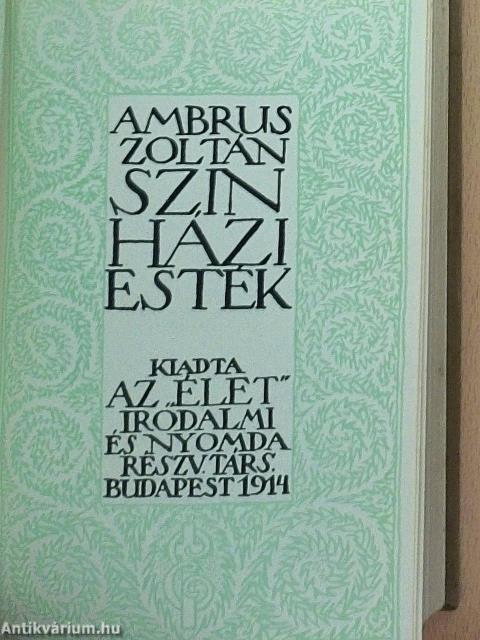 AMBRUS
ZOLTÁN
SZIN
HÁZI
ESTÉK
KIADTA
AZ „ÉLET"
IRODALMI
ÉS NYOMDA
RÉSZV. TÁRS.
BUDAPEST 1914
Antikvárium.hu